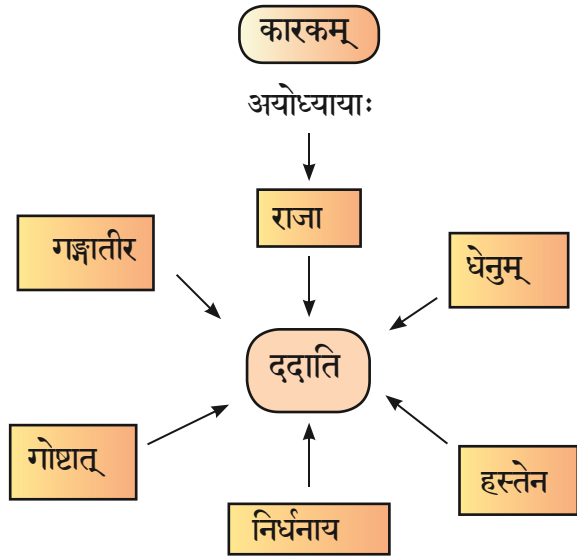 कारकम्
अयोध्यायाः
राजा
गङ्गातीर
धेनुम्
ददाति
गोष्टात्
हस्तेन
निर्धनाय